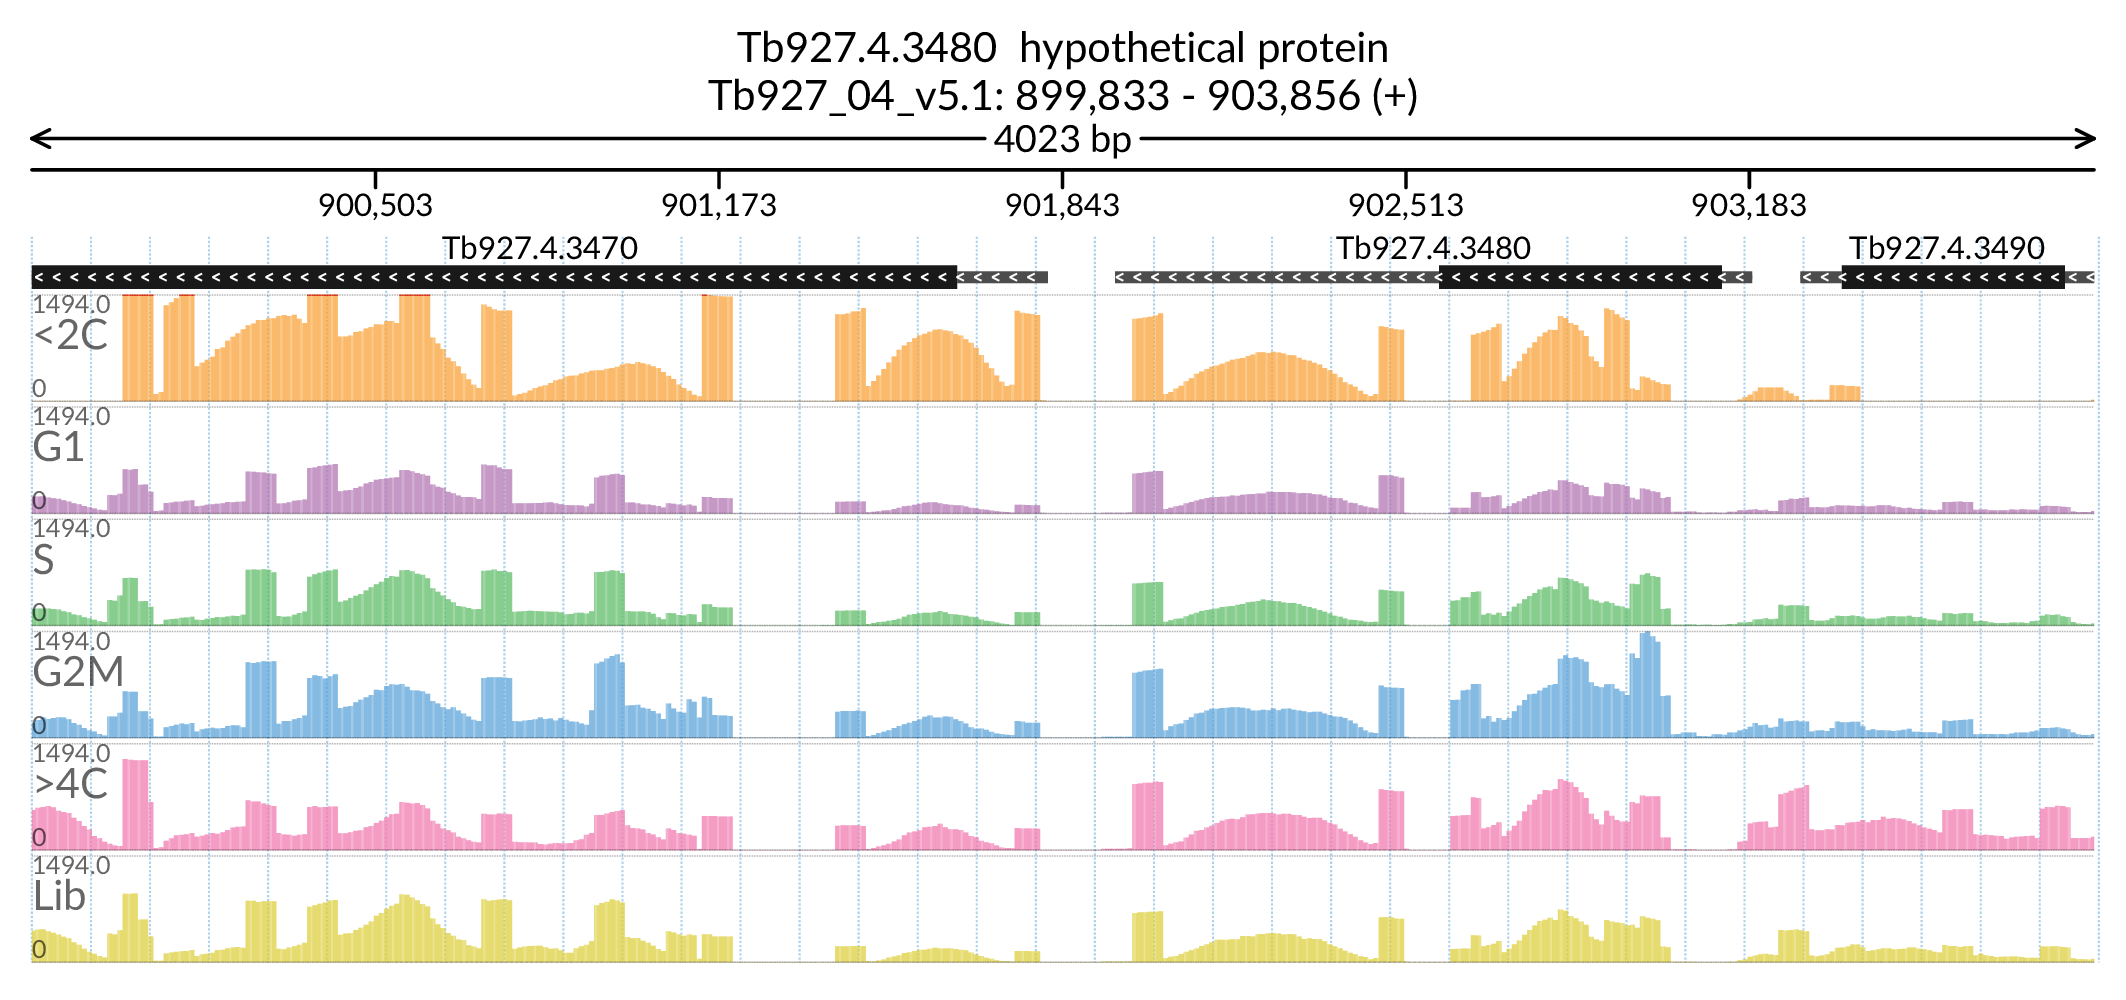 Tb927.4.3480  hypothetical protein
Tb927_04_v5.1: 899,833 - 903,856 (+)
4023 bp
900,503 901,173 901,843 902,513 903,183
Tb927.4.3470 Tb927.4.3480 Tb927.4.3490
1494.0
<2C
0
1494.0
G1
0
1494.0
S
0
1494.0
G2M
0
1494.0
>4C
0
1494.0
Lib
0